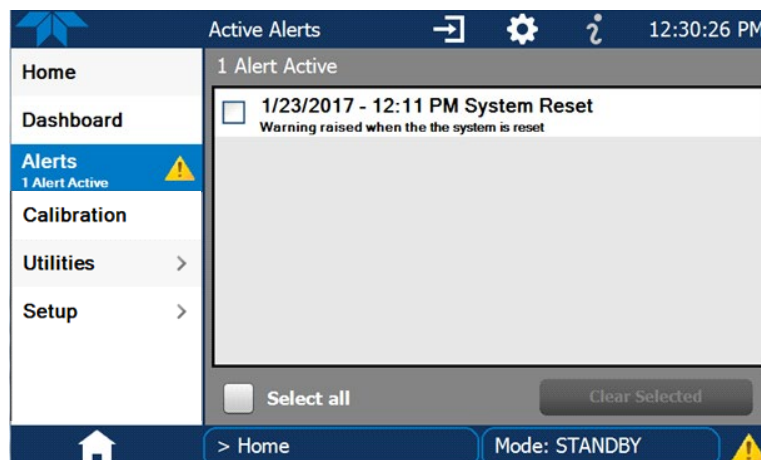 Active Alerts
12:30:26 PM
Home
Dashboard
Alerts
1 Alert Active
Calibration
Utilities
Setup
1 Alert Active
1/23/2017 - 12:11 PM System Reset
Warning raised when the the system is reset
Select all
Clear Selected
> Home
Mode: STANDBY